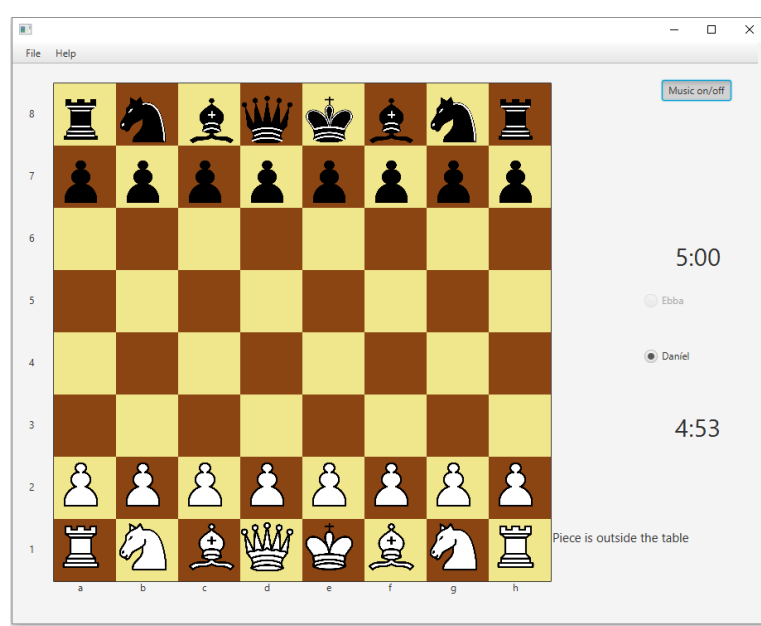 File Help
Music on/off
8
7
6
5:00
5
Ebba
4
Daníel
3
4:53
2
1
Piece is outside the table
a b c d e f g h